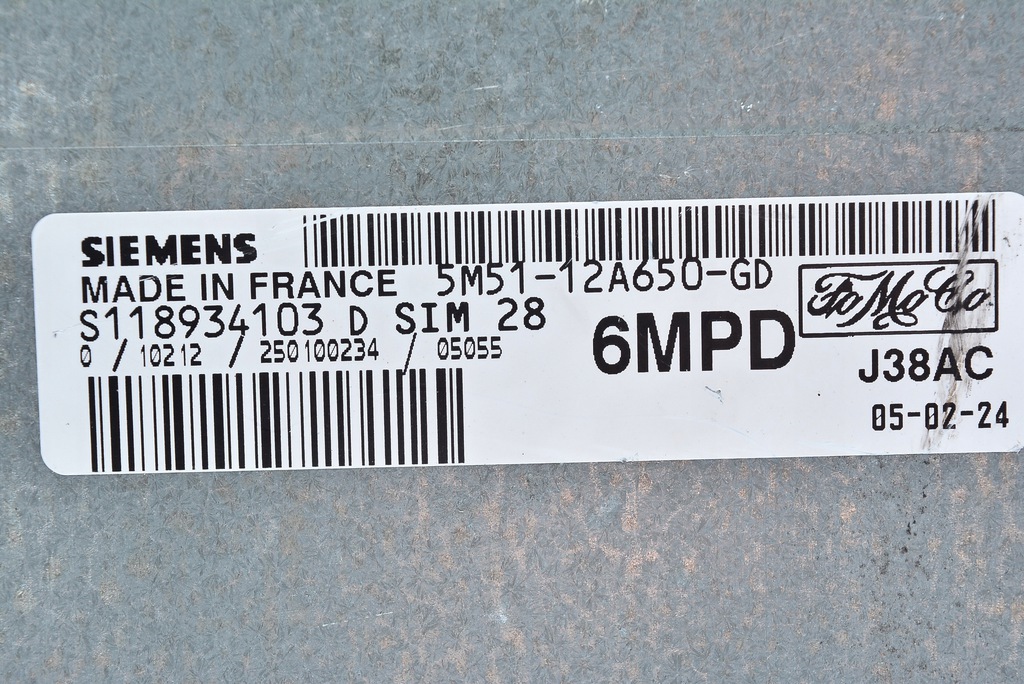 SIEMENS
MADE IN FRANCE 5M51-12A650-GD
S118934103 D SIM 28
0 / 10212 / 250100234 / 05055
6MPD
FoMoCo
J38AC
05-02-24